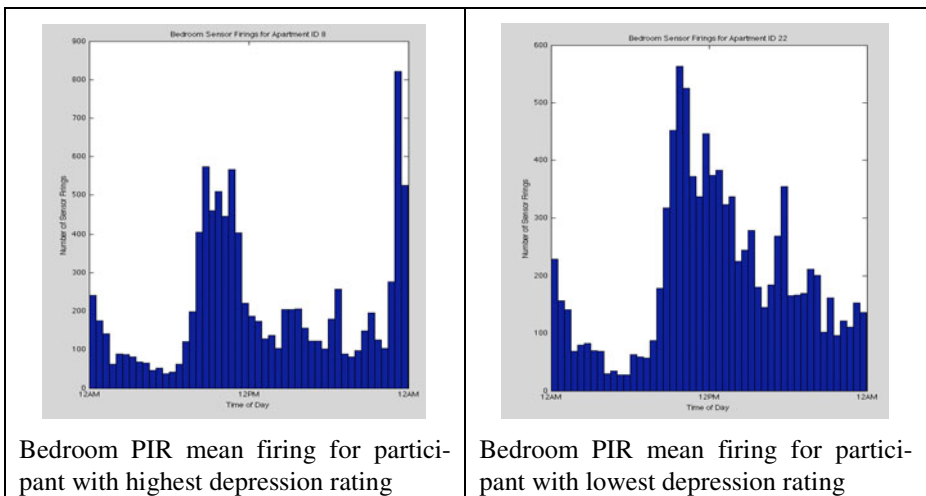 Bedroom Sensor Firings for Apartment ID 8
900
800
700
600
500
400
300
200
100
0
Number of Sensor Firings
12AM
12PM
12AM
Time of Day
Bedroom PIR mean firing for partici-
pant with highest depression rating
Bedroom Sensor Firings for Apartment ID 22
600
500
400
300
200
100
0
Number of Sensor Firings
12AM
12PM
12AM
Time of Day
Bedroom PIR mean firing for partici-
pant with lowest depression rating